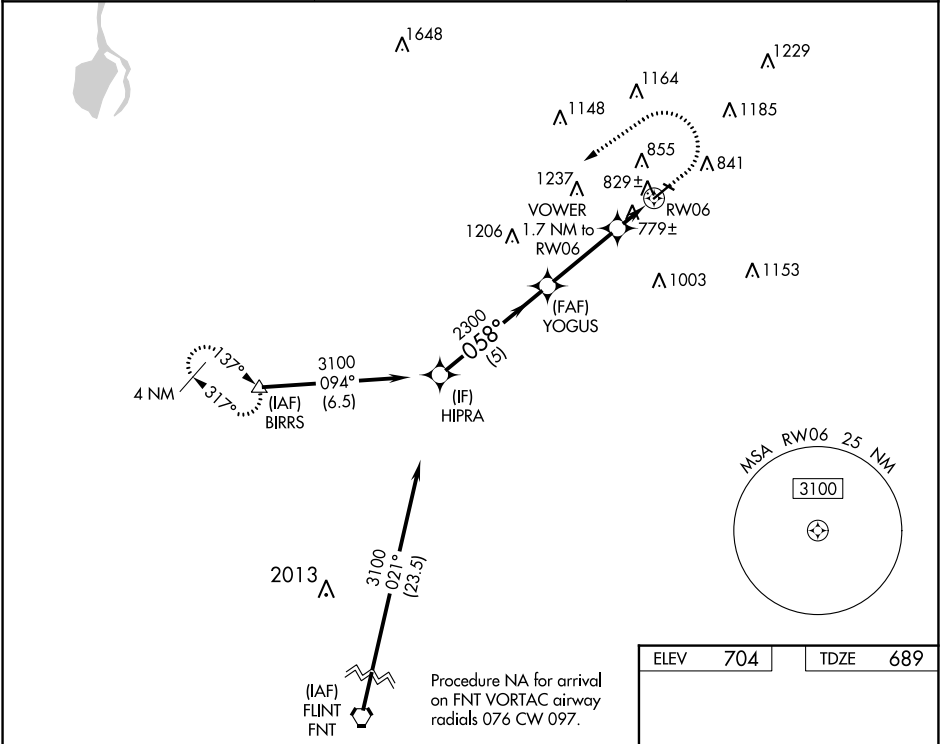 1648
1229
1164
1148
1185
855
841
1237
829±
VOWER
1.7 NM to
RW06
RW06
779±
1206
1003
1153
(FAF)
YOGUS
2300
058°
(5)
4 NM
137°
317°
3100
094°
(6.5)
(IAF)
BIRRS
(IF)
HIPRA
MSA RW06 25 NM
3100
2013
3100
021°
(23.5)
(IAF)
FLINT
FNT
Procedure NA for arrival
on FNT VORTAC airway
radials 076 CW 097.
ELEV 704
TDZE 689